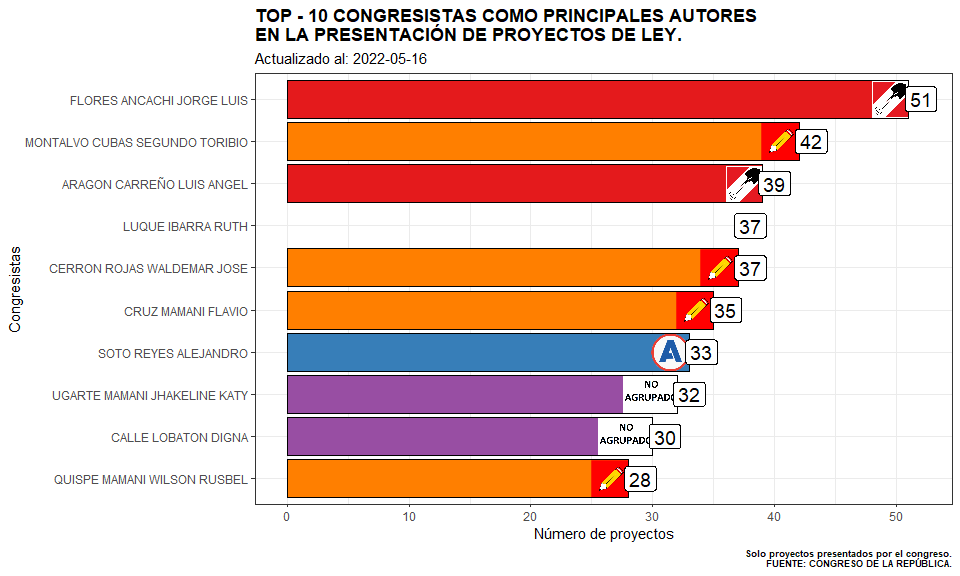 TOP - 10 CONGRESISTAS COMO PRINCIPALES AUTORES
EN LA PRESENTACIÓN DE PROYECTOS DE LEY.
Actualizado al: 2022-05-16
Congresistas
FLORES ANCACHI JORGE LUIS 51
MONTALVO CUBAS SEGUNDO TORIBIO 42
ARAGON CARREÑO LUIS ANGEL 39
LUQUE IBARRA RUTH 37
CERRON ROJAS WALDEMAR JOSE 37
CRUZ MAMANI FLAVIO 35
SOTO REYES ALEJANDRO A 33
UGARTE MAMANI JHAKELINE KATY NO AGRUPADO 32
CALLE LOBATON DIGNA NO AGRUPADO 30
QUISPE MAMANI WILSON RUSBEL 28
0 10 20 30 40 50
Número de proyectos
Solo proyectos presentados por el congreso.
FUENTE: CONGRESO DE LA REPÚBLICA.